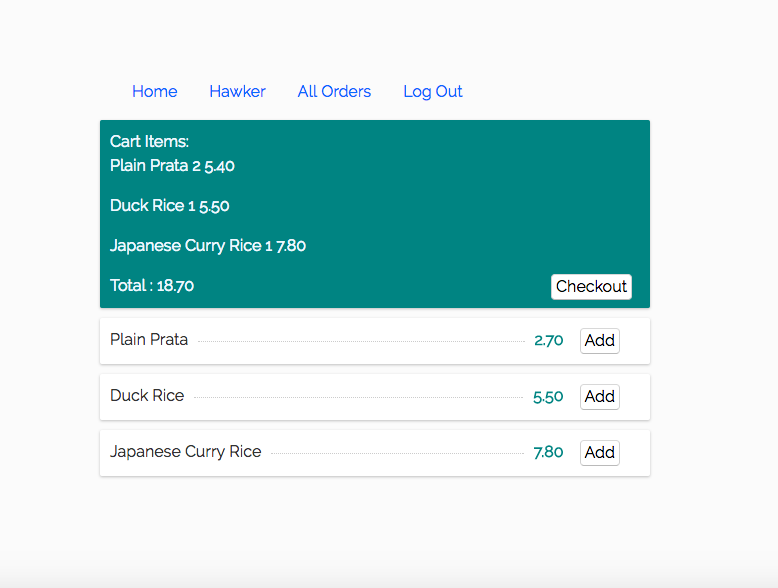 Home Hawker All Orders Log Out
Cart Items:
Plain Prata 2 5.40
Duck Rice 1 5.50
Japanese Curry Rice 1 7.80
Total : 18.70 Checkout
Plain Prata 2.70 Add
Duck Rice 5.50 Add
Japanese Curry Rice 7.80 Add